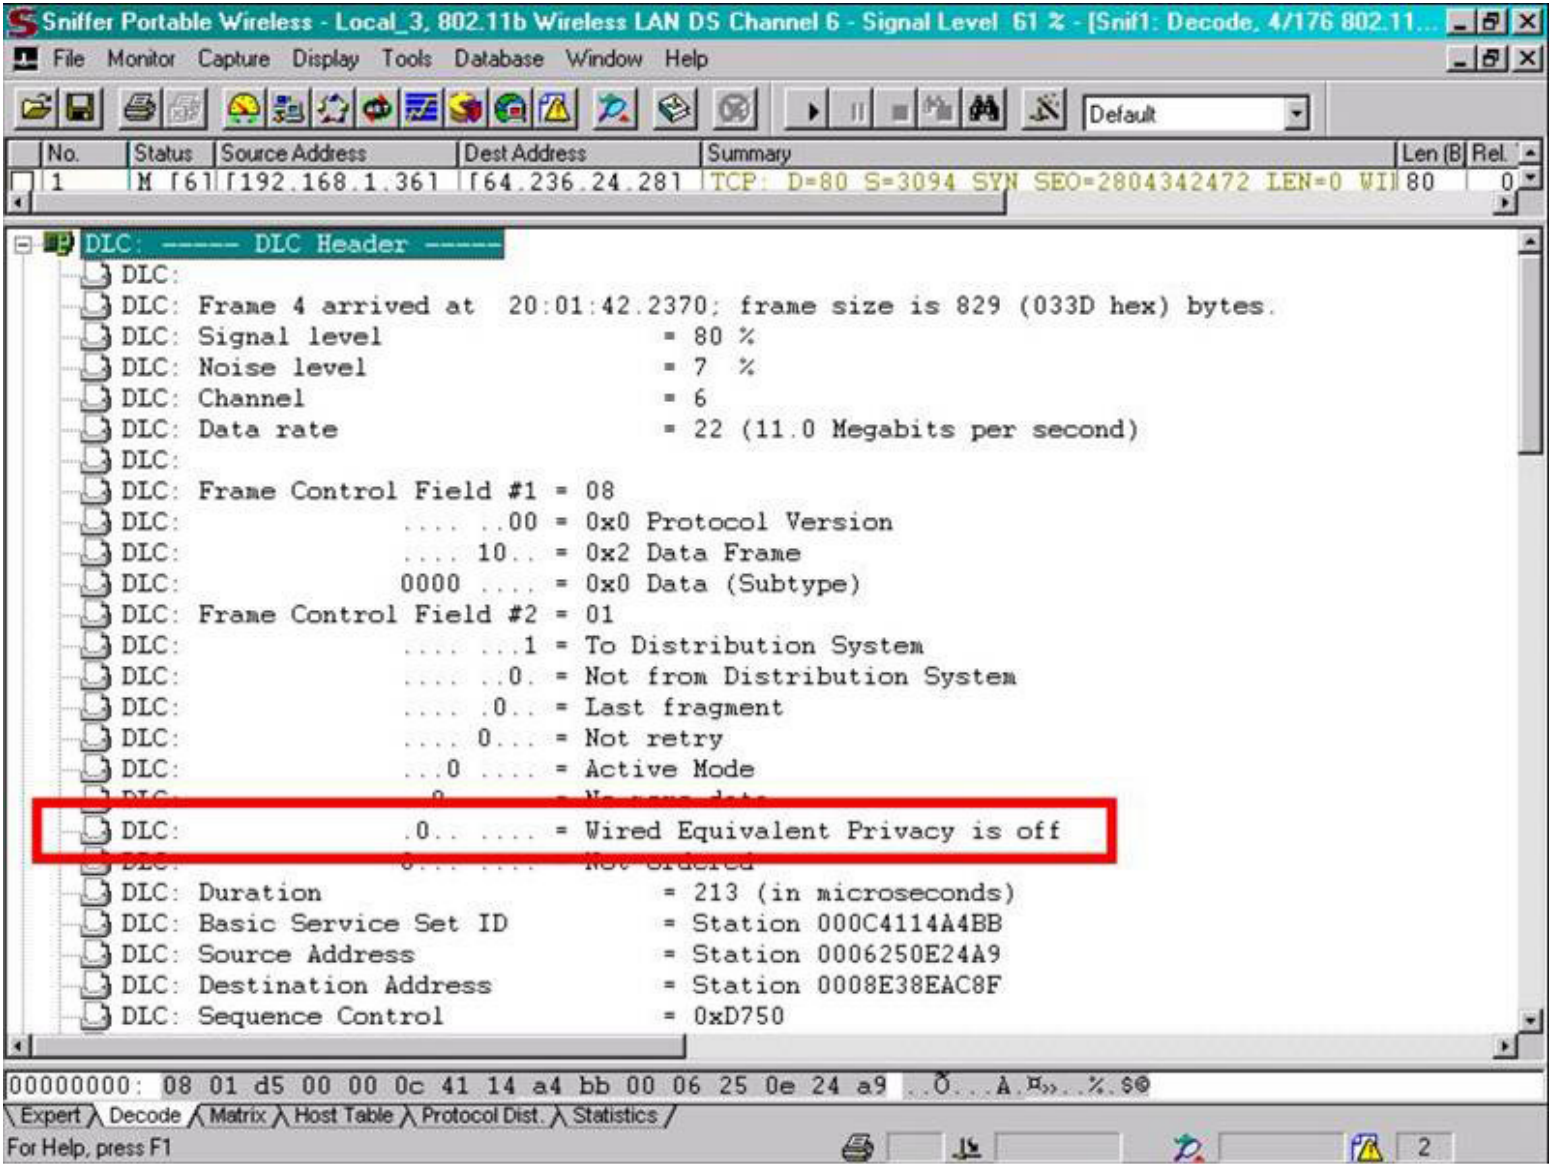 Sniffer Portable Wireless - Local_3, 802.11b Wireless LAN DS Channel 6 - Signal Level 61 % - [Snif1: Decode, 4/176 802.11...
File Monitor Capture Display Tools Database Window Help
Default
No. Status Source Address Dest Address Summary Len (B Rel.
1 M [6] [192.168.1.36] [64.236.24.28] TCP: D=80 S=3094 SYN SEQ=2804342472 LEN=0 WI 80 0
DLC: ----- DLC Header -----
DLC:
DLC: Frame 4 arrived at 20:01:42.2370; frame size is 829 (033D hex) bytes.
DLC: Signal level = 80 %
DLC: Noise level = 7 %
DLC: Channel = 6
DLC: Data rate = 22 (11.0 Megabits per second)
DLC:
DLC: Frame Control Field #1 = 08
DLC: .... ..00 = 0x0 Protocol Version
DLC: .... 10.. = 0x2 Data Frame
DLC: 0000 .... = 0x0 Data (Subtype)
DLC: Frame Control Field #2 = 01
DLC: .... ...1 = To Distribution System
DLC: .... ..0. = Not from Distribution System
DLC: .... .0.. = Last fragment
DLC: .... 0... = Not retry
DLC: ...0 .... = Active Mode
DLC: ..0. .... = No more data
DLC: .0.. .... = Wired Equivalent Privacy is off
DLC: 0... .... = Not ordered
DLC: Duration = 213 (in microseconds)
DLC: Basic Service Set ID = Station 000C4114A4BB
DLC: Source Address = Station 0006250E24A9
DLC: Destination Address = Station 0008E38EAC8F
DLC: Sequence Control = 0xD750
00000000: 08 01 d5 00 00 0c 41 14 a4 bb 00 06 25 0e 24 a9 ..Õ...A.¤»...%.$©
Expert Decode Matrix Host Table Protocol Dist. Statistics
For Help, press F1
2